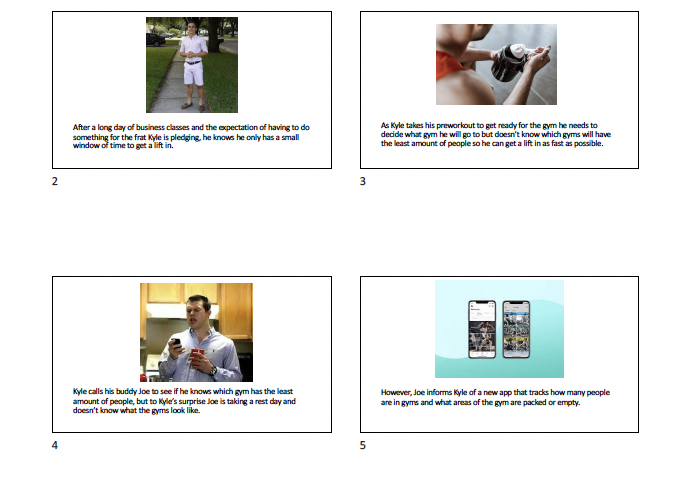 After a long day of business classes and the expectation of having to do
something for the frat Kyle is pledging, he knows he only has a small
window of time to get a lift in.
2
As Kyle takes his preworkout to get ready for the gym he needs to
decide what gym he will go to but doesn't know which gyms will have
the least amount of people so he can get a lift in as fast as possible.
3
Kyle calls his buddy Joe to see if he knows which gym has the least
amount of people, but to Kyle's surprise Joe is taking a rest day and
doesn't know what the gyms look like.
4
However, Joe informs Kyle of a new app that tracks how many people
are in gyms and what areas of the gym are packed or empty.
5